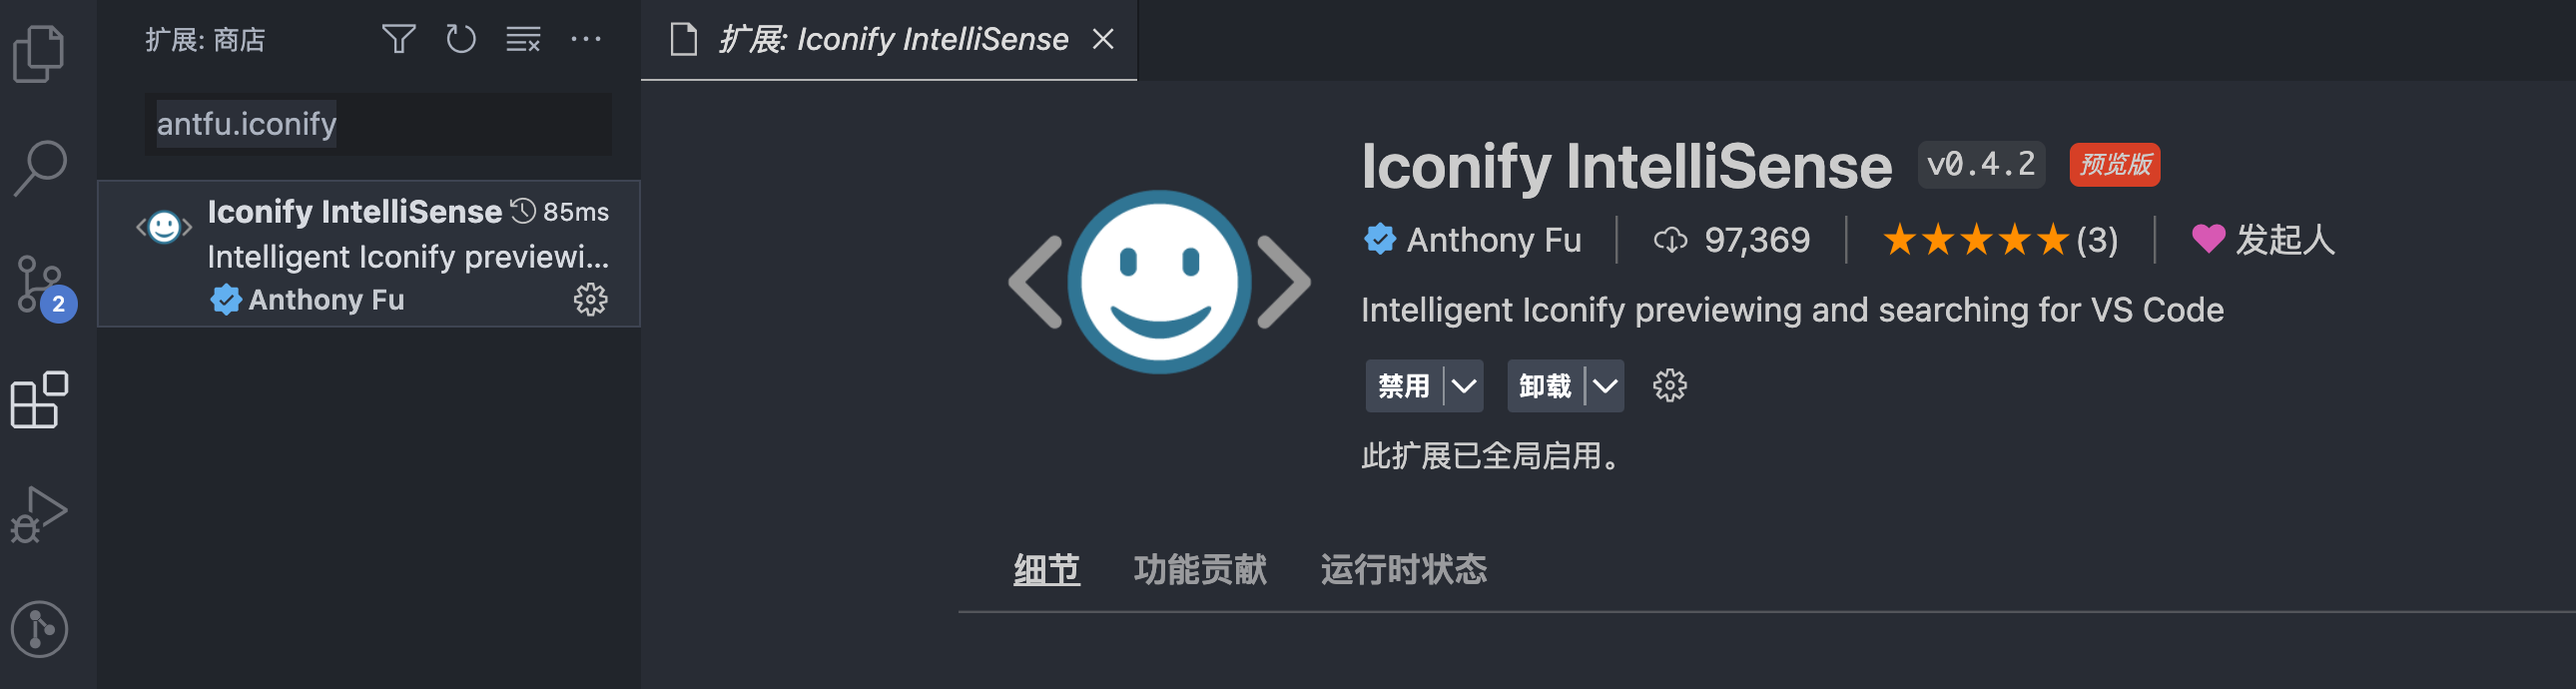 扩展: 商店
antfu.iconify
Iconify IntelliSense 85ms
Intelligent Iconify previewi...
Anthony Fu
2
扩展: Iconify IntelliSense
Iconify IntelliSense v0.4.2 预览版
Anthony Fu 97,369 (3) 发起人
Intelligent Iconify previewing and searching for VS Code
禁用 卸载
此扩展已全局启用。
细节 功能贡献 运行时状态